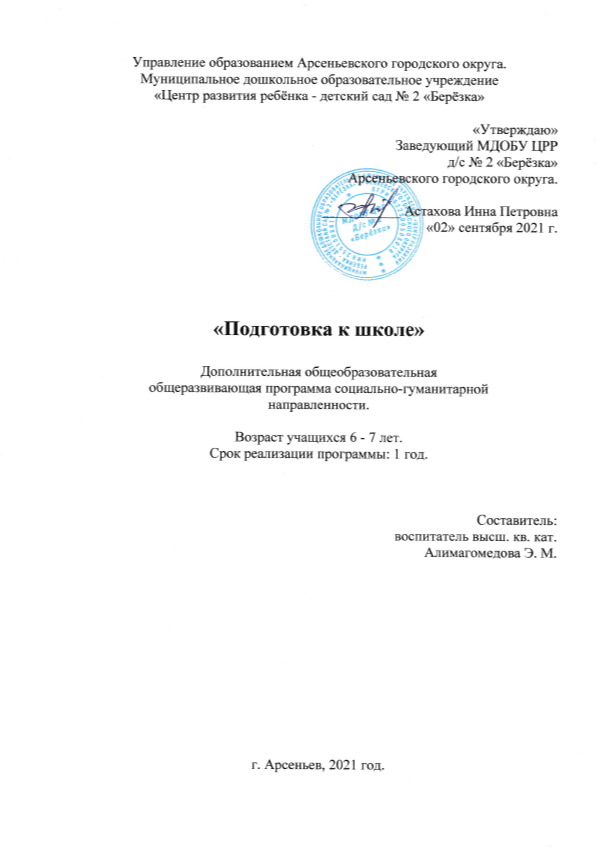 Управление образованием Арсеньевского городского округа.
Муниципальное дошкольное образовательное учреждение
«Центр развития ребёнка - детский сад № 2 «Берёзка»
«Утверждаю»
Заведующий МДОБУ ЦРР
д/с № 2 «Берёзка»
Арсеньевского городского округа.
Астахова Инна Петровна
«02» сентября 2021 г.
Д/с № 2
«Берёзка»
«Подготовка к школе»
Дополнительная общеобразовательная
общеразвивающая программа социально-гуманитарной
направленности.
Возраст учащихся 6 - 7 лет.
Срок реализации программы: 1 год.
Составитель:
воспитатель высш. кв. кат.
Алимагомедова Э. М.
г. Арсеньев, 2021 год.